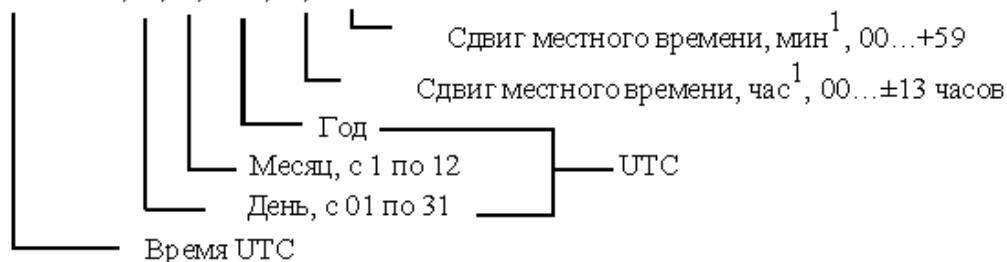 Сдвиг местного времени, мин1, 00...+59
Сдвиг местного времени, час1, 00...±13 часов
Год
Месяц, с 1 по 12
UTC
День, с 01 по 31
Время UTC